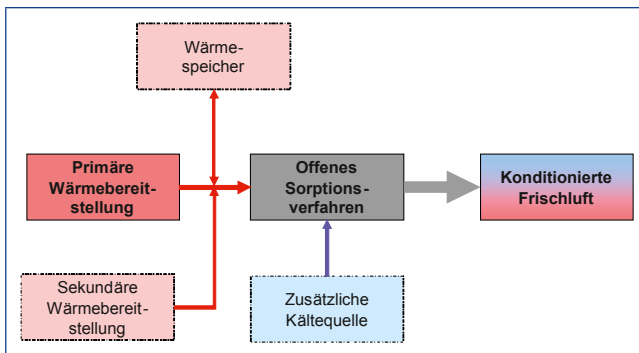 Wärme-
speicher
Primäre
Wärmebereit-
stellung
Offenes
Sorptions-
verfahren
Konditionierte
Frischluft
Sekundäre
Wärmebereit-
stellung
Zusätzliche
Kältequelle